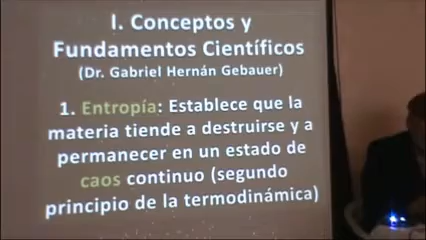 I. Conceptos y
Fundamentos Científicos
(Dr. Gabriel Hernán Gebauer)
1. Entropía: Establece que la
materia tiende a destruirse y a
permanecer en un estado de
caos continuo (segundo
principio de la termodinámica)